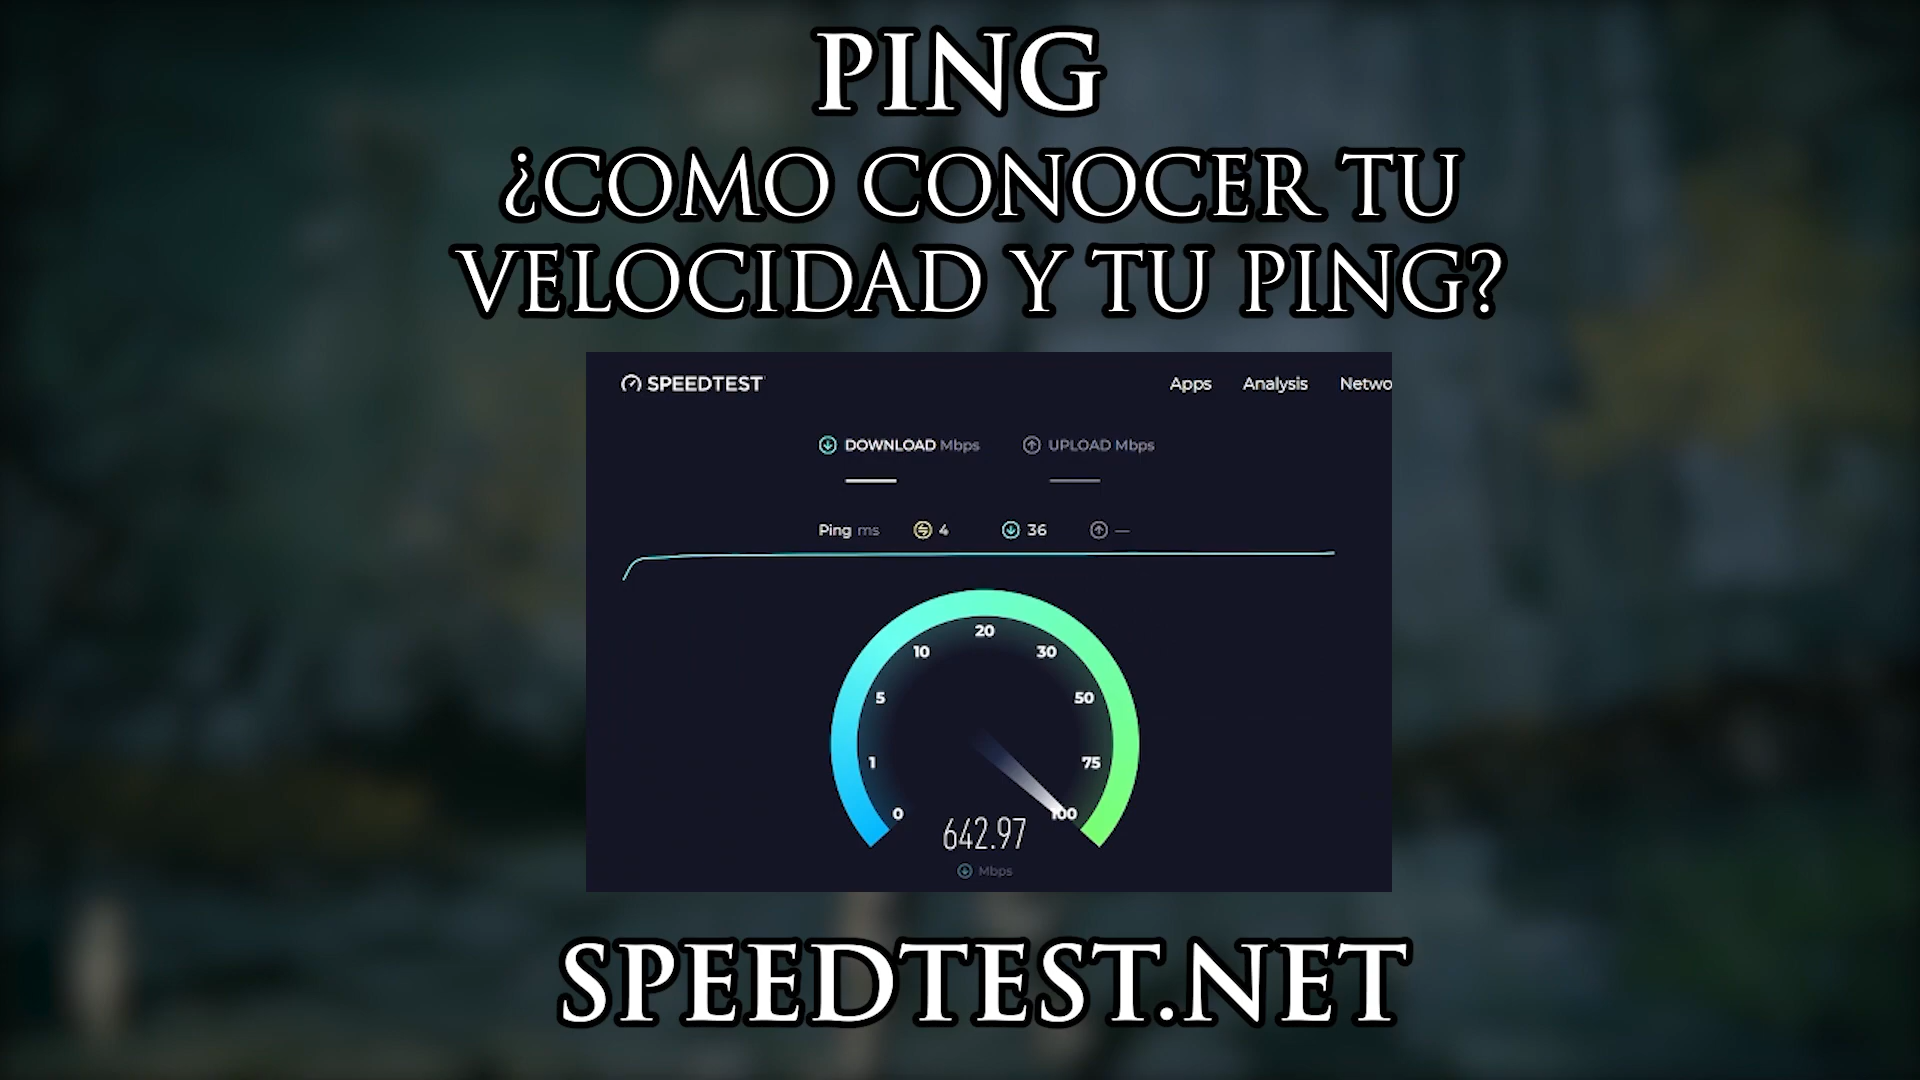 PING
¿COMO CONOCER TU
VELOCIDAD Y TU PING?
SPEEDTEST
Apps Analysis Netwo
DOWNLOAD Mbps UPLOAD Mbps
Ping ms 4 36 —
20
10 30
5 50
1 75
0 100
642.97
Mbps
SPEEDTEST.NET